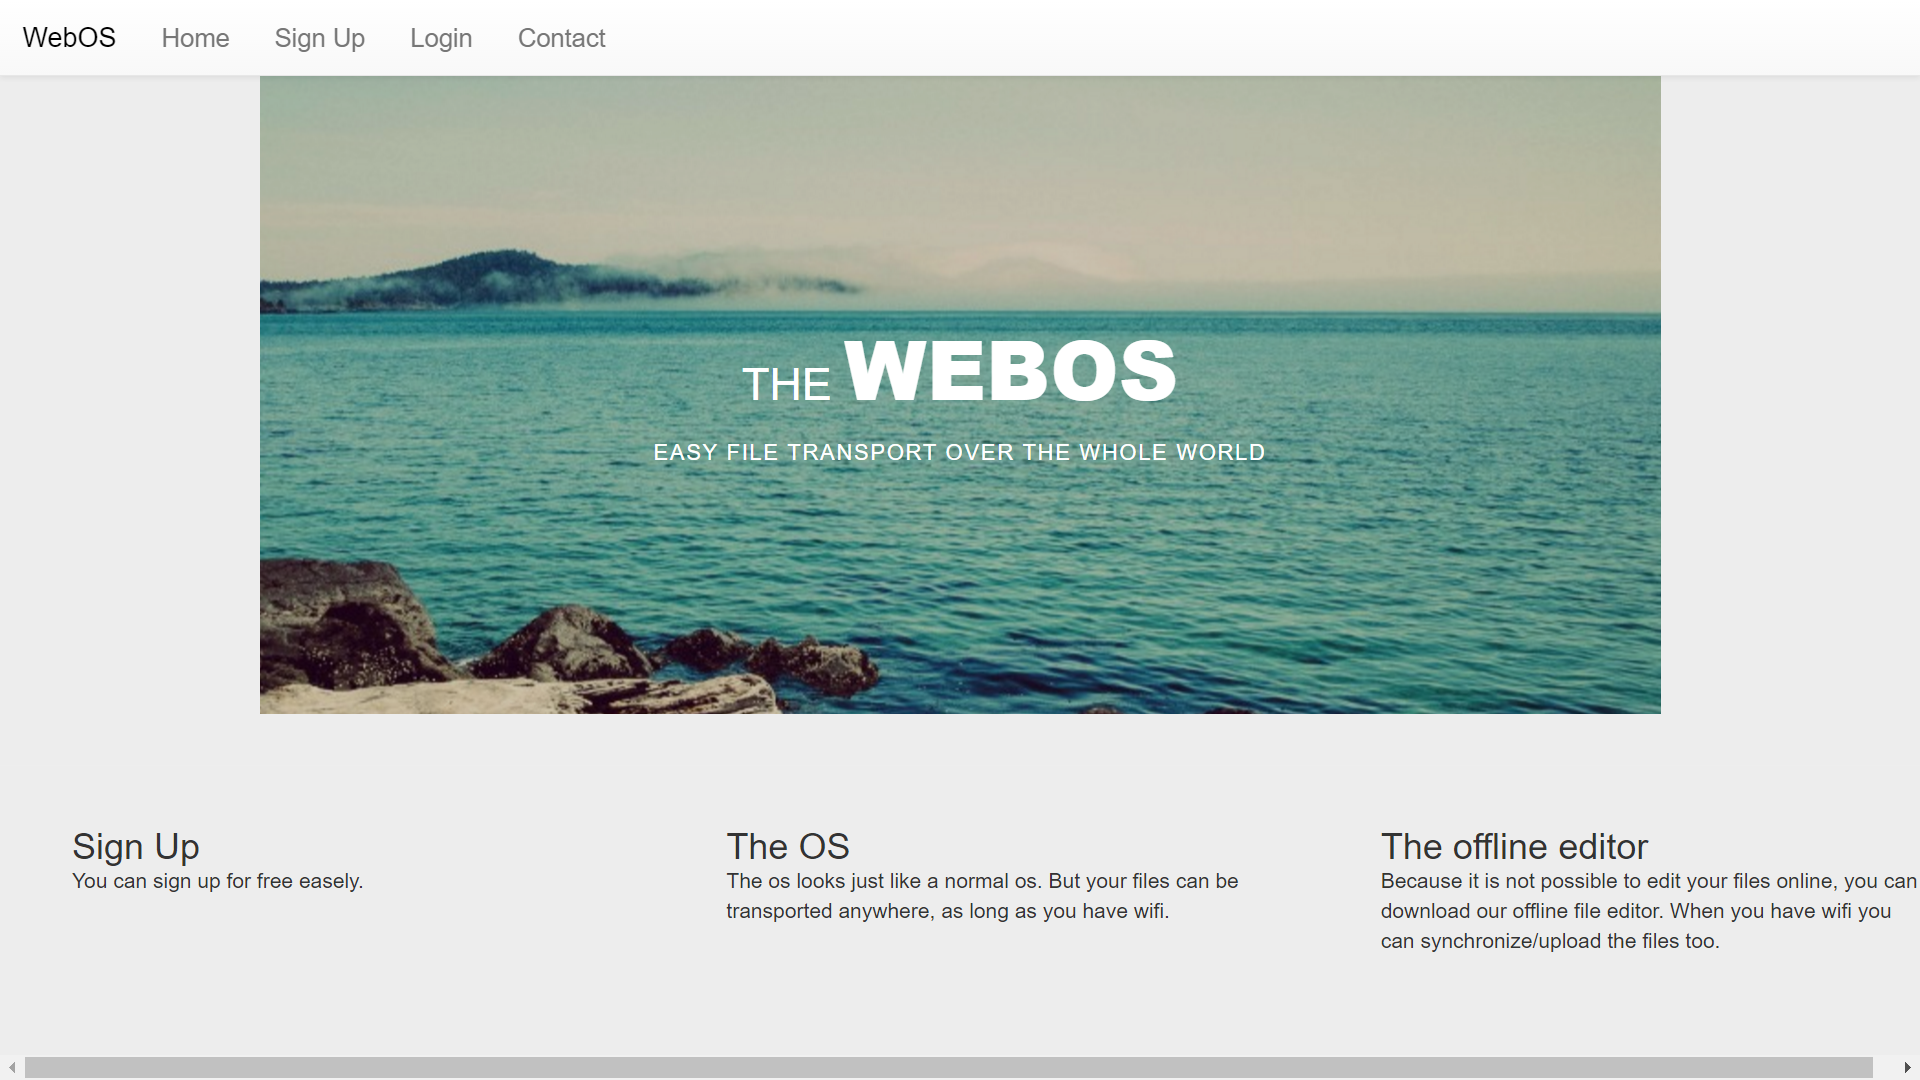 WebOS Home Sign Up Login Contact
THE WEBOS
EASY FILE TRANSPORT OVER THE WHOLE WORLD
Sign Up
You can sign up for free easely.
The OS
The os looks just like a normal os. But your files can be
transported anywhere, as long as you have wifi.
The offline editor
Because it is not possible to edit your files online, you can
download our offline file editor. When you have wifi you
can synchronize/upload the files too.